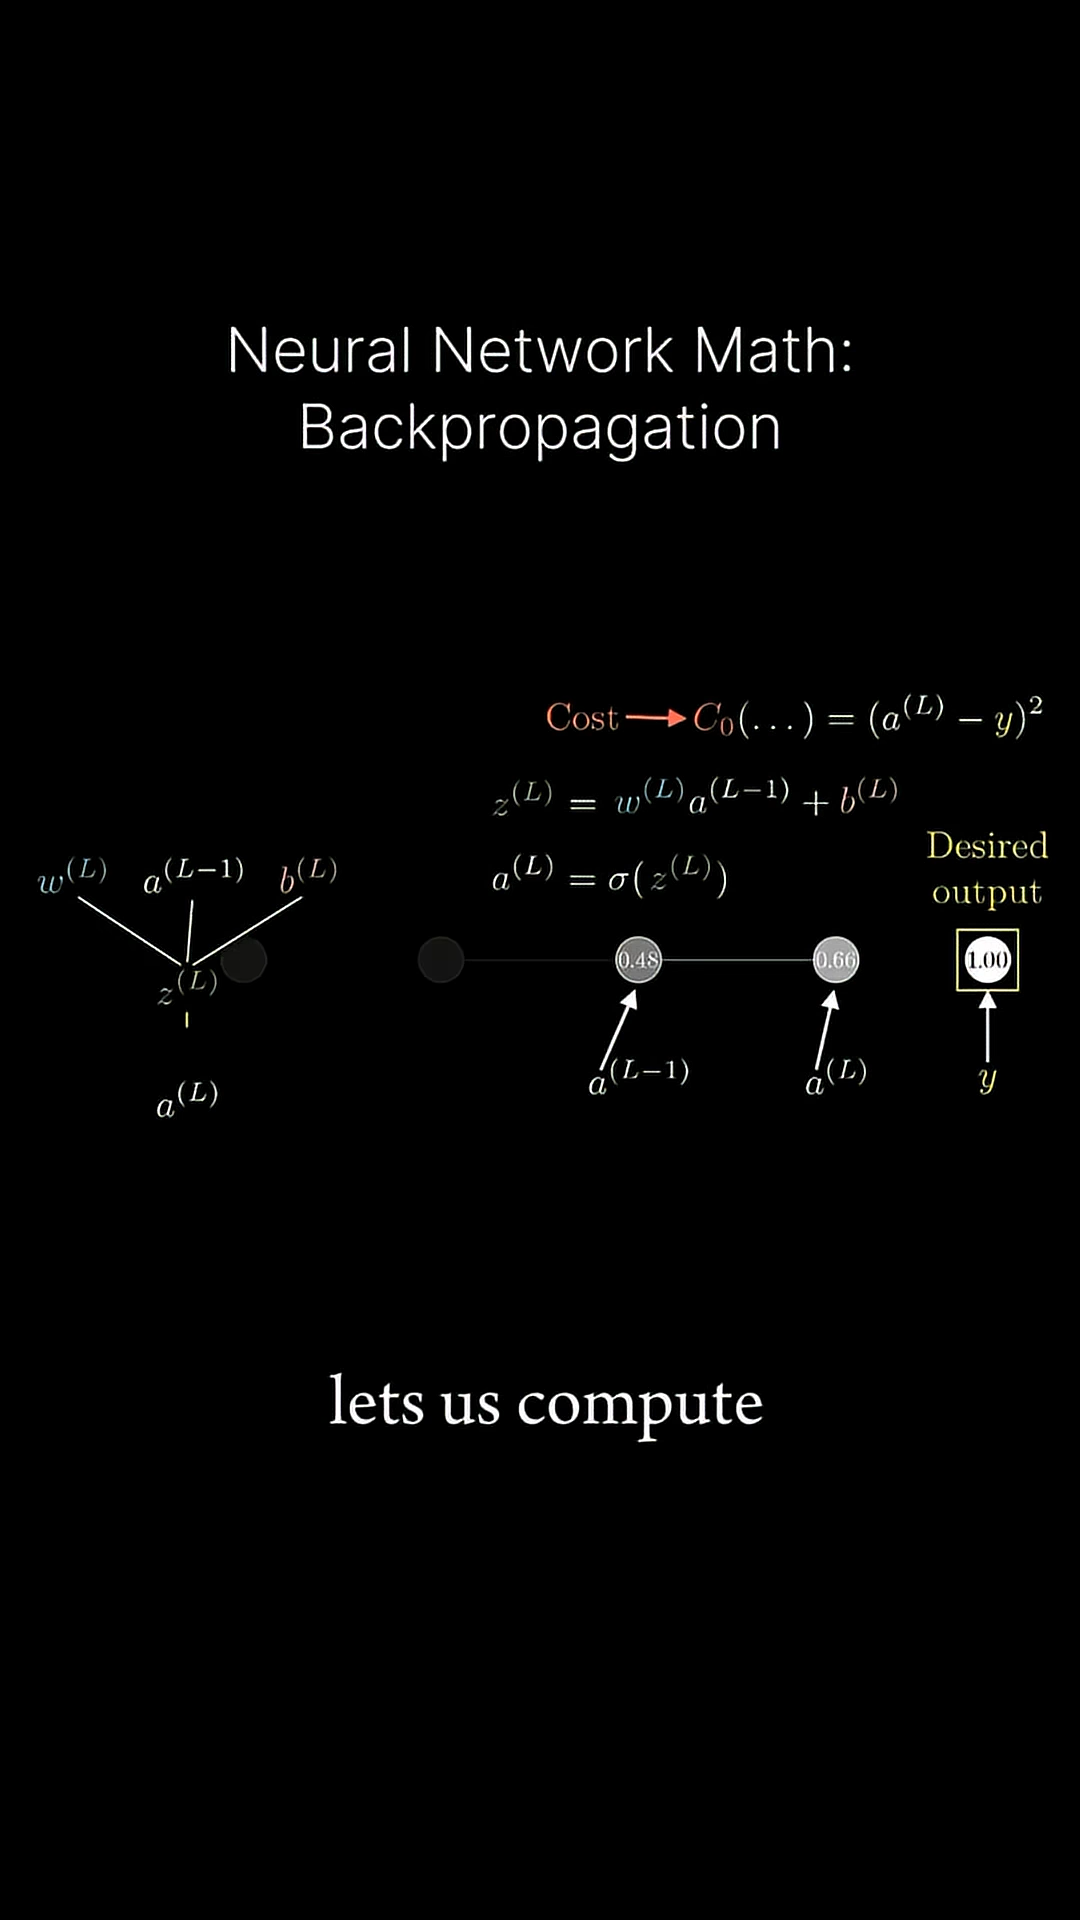 Neural Network Math:
Backpropagation
Cost → C₀(...) = (a⁽ᴸ⁾ − y)²
z⁽ᴸ⁾ = w⁽ᴸ⁾a⁽ᴸ⁻¹⁾ + b⁽ᴸ⁾
a⁽ᴸ⁾ = σ(z⁽ᴸ⁾)
Desired
output
w⁽ᴸ⁾ a⁽ᴸ⁻¹⁾ b⁽ᴸ⁾
z⁽ᴸ⁾
a⁽ᴸ⁾
0.48 0.66 1.00
a⁽ᴸ⁻¹⁾ a⁽ᴸ⁾ y
lets us compute